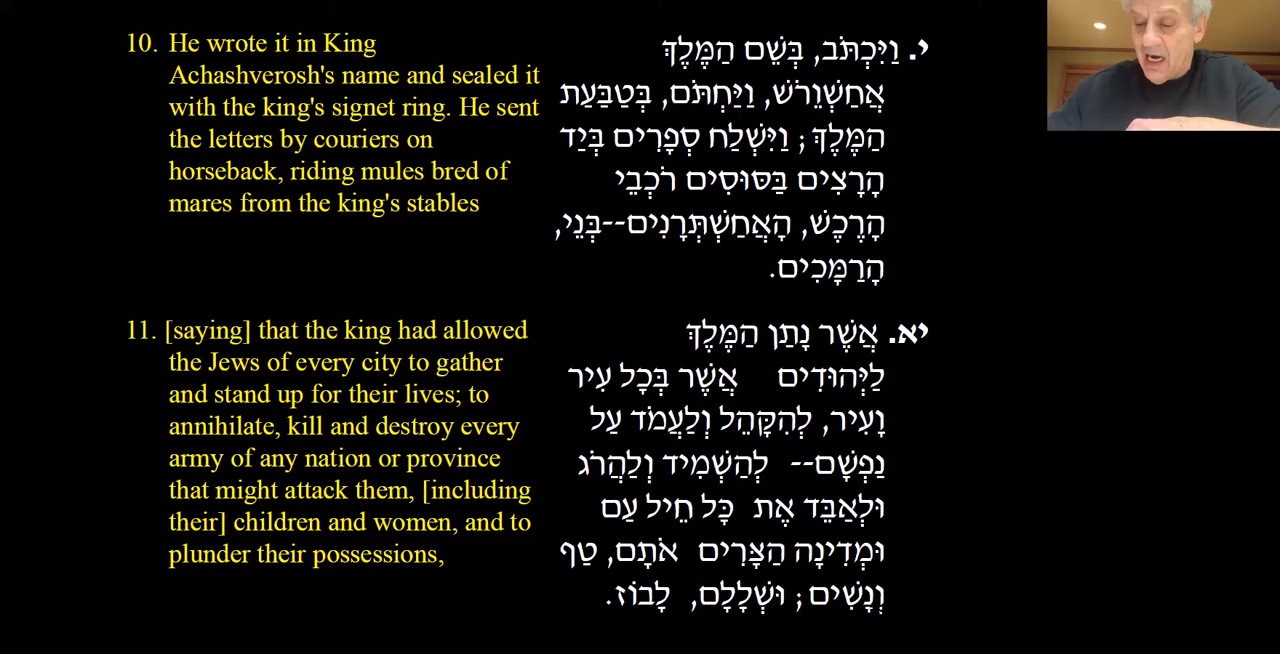 10. He wrote it in King
Achashverosh's name and sealed it
with the king's signet ring. He sent
the letters by couriers on
horseback, riding mules bred of
mares from the king's stables
י. וַיִּכְתֹּב, בְּשֵׁם הַמֶּלֶךְ
אֲחַשְׁוֵרֹשׁ, וַיַּחְתֹּם, בְּטַבַּעַת
הַמֶּלֶךְ; וַיִּשְׁלַח סְפָרִים בְּיַד
הָרָצִים בַּסּוּסִים רֹכְבֵי
הָרֶכֶשׁ, הָאֲחַשְׁתְּרָנִים--בְּנֵי,
הָרַמָּכִים.
11. [saying] that the king had allowed
the Jews of every city to gather
and stand up for their lives; to
annihilate, kill and destroy every
army of any nation or province
that might attack them, [including
their] children and women, and to
plunder their possessions,
יא. אֲשֶׁר נָתַן הַמֶּלֶךְ
לַיְּהוּדִים אֲשֶׁר בְּכָל עִיר
וָעִיר, לְהִקָּהֵל וְלַעֲמֹד עַל
נַפְשָׁם-- לְהַשְׁמִיד וְלַהֲרֹג
וּלְאַבֵּד אֶת כָּל חֵיל עַם
וּמְדִינָה הַצָּרִים אֹתָם, טַף
וְנָשִׁים; וּשְׁלָלָם, לָבוֹז.